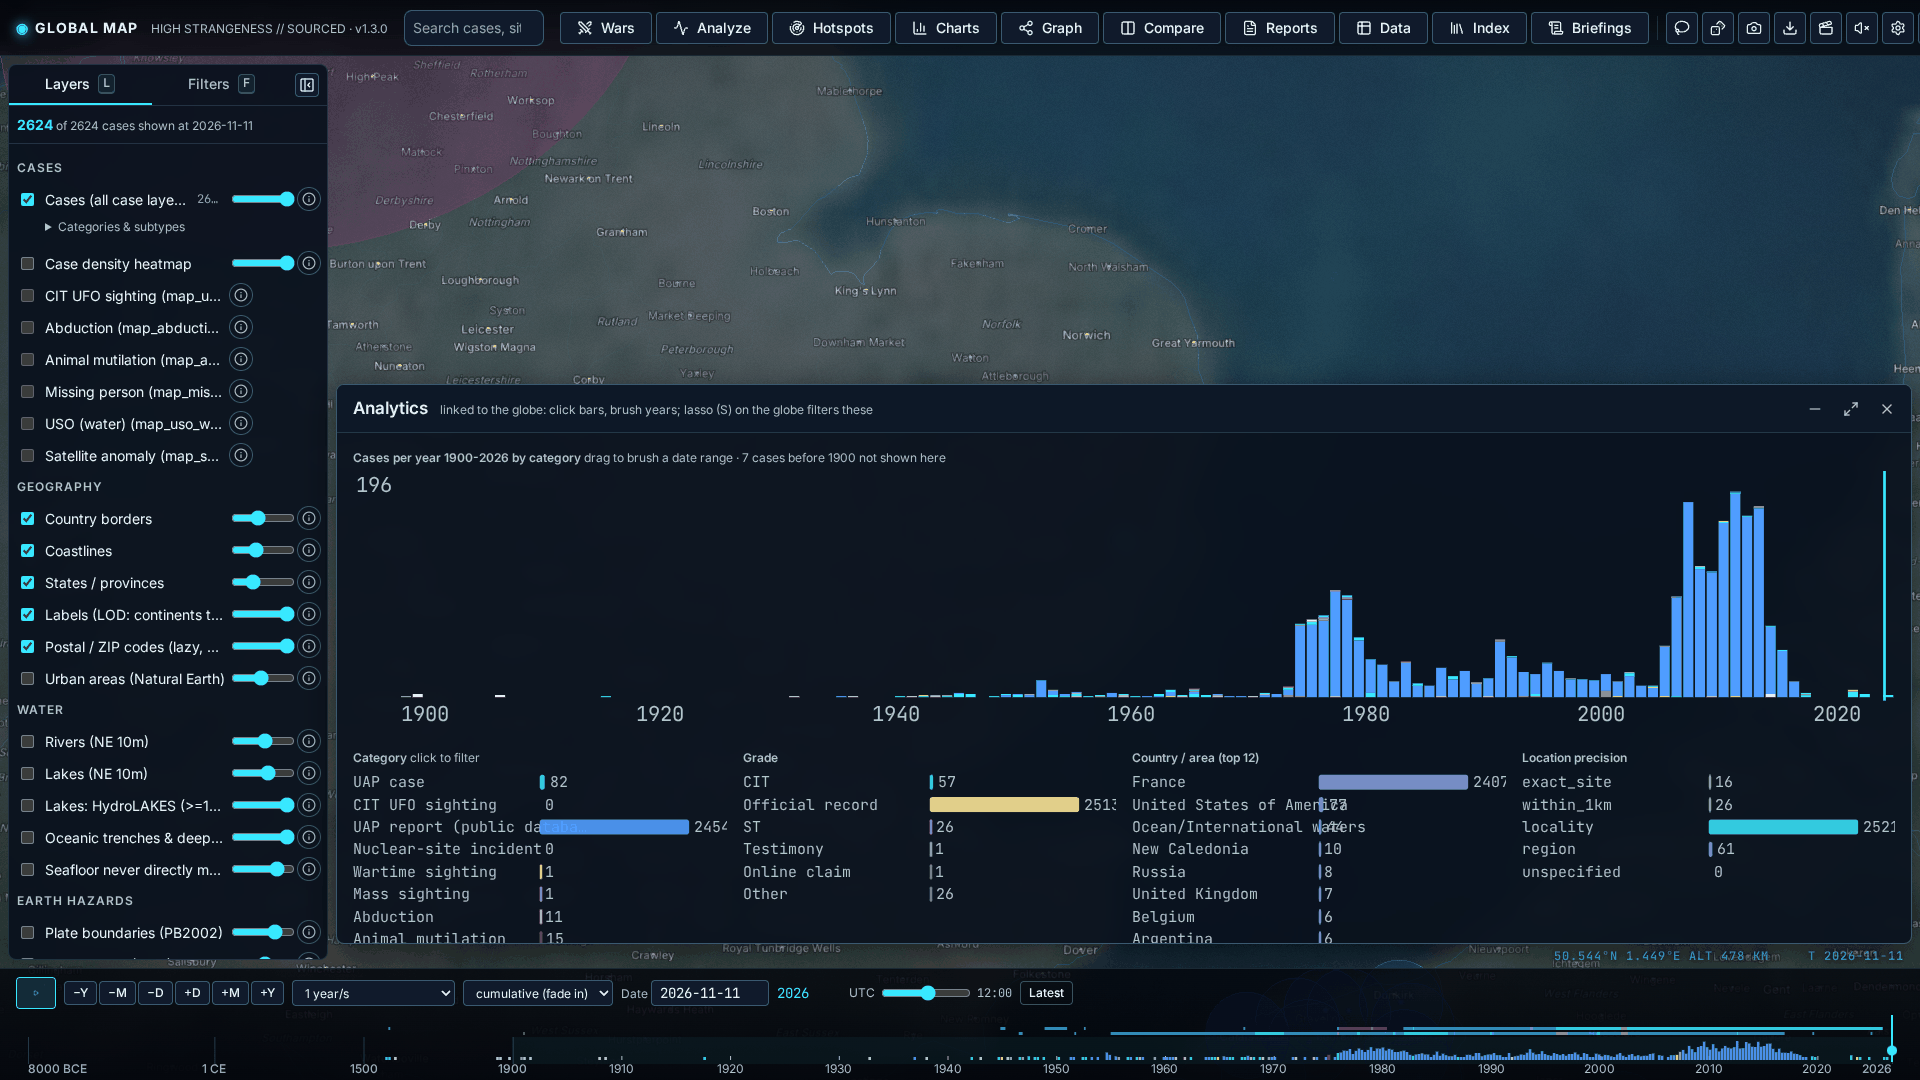 GLOBAL MAP HIGH STRANGENESS // SOURCED · v1.3.0
Search cases, sit
Wars
Analyze
Hotspots
Charts
Graph
Compare
Reports
Data
Index
Briefings
Layers L
Filters F
2624 of 2624 cases shown at 2026-11-11
CASES
Cases (all case laye... 26...
Categories & subtypes
Case density heatmap
CIT UFO sighting (map_u...
Abduction (map_abducti...
Animal mutilation (map_a...
Missing person (map_mis...
USO (water) (map_uso_w...
Satellite anomaly (map_s...
GEOGRAPHY
Country borders
Coastlines
States / provinces
Labels (LOD: continents t...
Postal / ZIP codes (lazy, ...
Urban areas (Natural Earth)
WATER
Rivers (NE 10m)
Lakes (NE 10m)
Lakes: HydroLAKES (>=1...
Oceanic trenches & deep...
Seafloor never directly m...
EARTH HAZARDS
Plate boundaries (PB2002)
Knowsley
Sheffield
High Peak
Rotherham
Worksop
Mablethorpe
Chesterfield
Lincoln
Boughton
Matlock
Nottinghamshire
Lincolnshire
Pinxton
Newark on Trent
Derbyshire
Arnold
Boston
Derby
Nottingham
Grantham
Hunstanton
Cromer
Den Hel
Burton upon Trent
Holbeach
Fakenham
North Walsham
Loughborough
Bourne
King's Lynn
Syston
Market Deeping
Tamworth
Leicester
Rutland
Norfolk
Norwich
Atherstone
Wigston Magna
Peterborough
Downham Market
Great Yarmouth
Nuneaton
Yaxley
Watton
Leicestershire
Corby
Attleborough
Heem
Analytics linked to the globe: click bars, brush years; lasso (S) on the globe filters these
Cases per year 1900-2026 by category drag to brush a date range · 7 cases before 1900 not shown here
196
1900 1920 1940 1960 1980 2000 2020
Category click to filter
UAP case 82
CIT UFO sighting 0
UAP report (public databa 2454
Nuclear-site incident 0
Wartime sighting 1
Mass sighting 1
Abduction 11
Animal mutilation 15
Grade
CIT 57
Official record 2513
ST 26
Testimony 1
Online claim 1
Other 26
Country / area (top 12)
France 2407
United States of America 77
Ocean/International waters 44
New Caledonia 10
Russia 8
United Kingdom 7
Belgium 6
Argentina 6
Location precision
exact_site 16
within_1km 26
locality 2521
region 61
unspecified 0
Salisbury
Crawley
Royal Tunbridge Wells
Ashford
Dover
Folkestone
Nieuwpoort
Ichtegem
50.544°N 1.449°E ALT 478 KM T 2026-11-11
−Y −M −D +D +M +Y
1 year/s
cumulative (fade in)
Date 2026-11-11 2026
UTC 12:00 Latest
8000 BCE 1 CE 1500 1900 1910 1920 1930 1940 1950 1960 1970 1980 1990 2000 2010 2020 2026